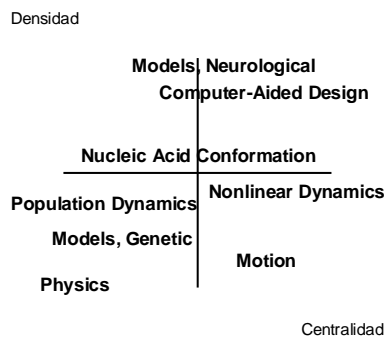 Densidad
Models, Neurological
Computer-Aided Design
Nucleic Acid Conformation
Nonlinear Dynamics
Population Dynamics
Models, Genetic
Motion
Physics
Centralidad